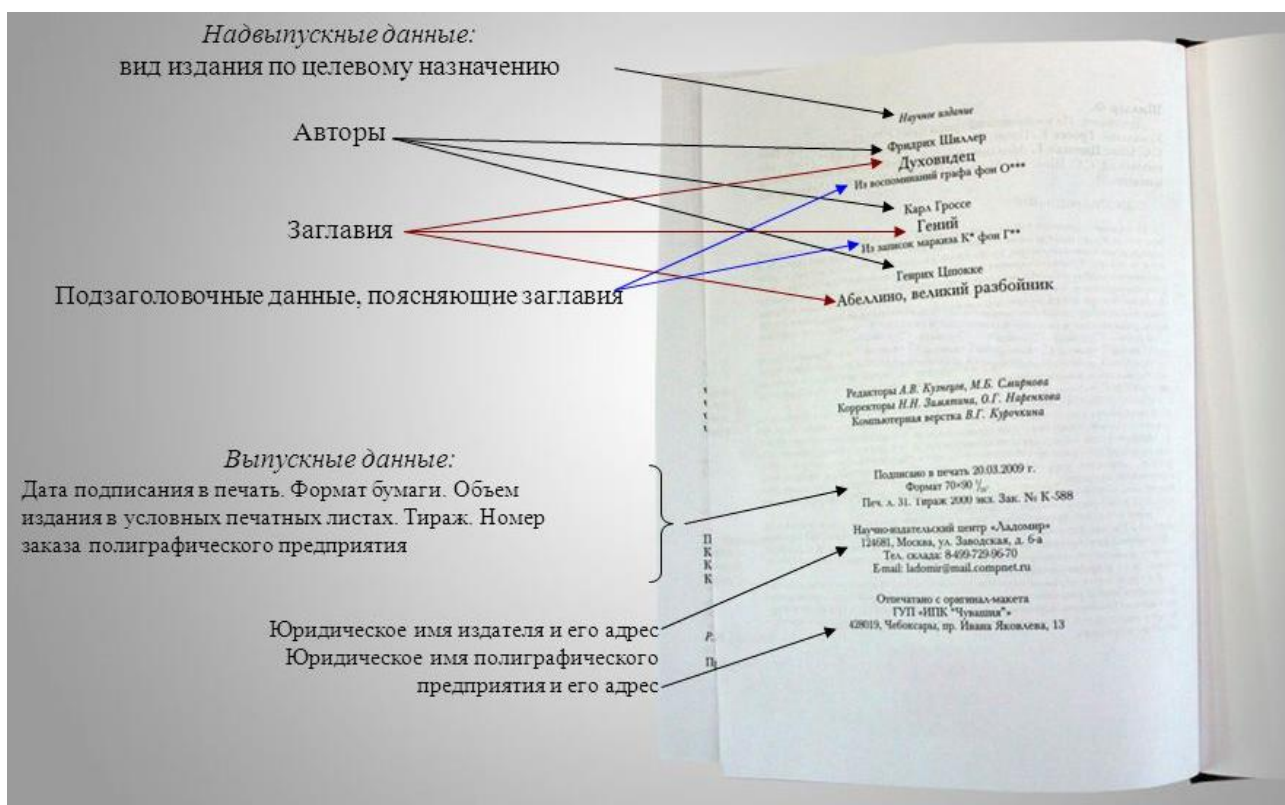 Надвыпускные данные:
вид издания по целевому назначению
Авторы
Заглавия
Подзаголовочные данные, поясняющие заглавия
Выпускные данные:
Дата подписания в печать. Формат бумаги. Объем
издания в условных печатных листах. Тираж. Номер
заказа полиграфического предприятия
Юридическое имя издателя и его адрес
Юридическое имя полиграфического
предприятия и его адрес
Научное издание
Фридрих Шиллер
Духовидец
Из воспоминаний графа фон О***
Карл Гроссе
Гений
Из записок маркиза К* фон Г**
Генрих Цшокке
Абеллино, великий разбойник
Редакторы А.В. Кузнецов, М.Б. Смирнова
Корректоры Н.Н. Замятина, О.Г. Наренкова
Компьютерная верстка В.Г. Курочкина
Подписано в печать 20.03.2009 г.
Формат 70×90 1/16.
Печ. л. 31. Тираж 2000 экз. Зак. № К-588
Научно-издательский центр «Ладомир»
124681, Москва, ул. Заводская, д. 6-а
Тел. склада: 8-499-729-96-70
E-mail: ladomir@mail.compnet.ru
Отпечатано с оригинал-макета
ГУП «ИПК "Чувашия"»
428019, Чебоксары, пр. Ивана Яковлева, 13
П
К
К
К
Р.